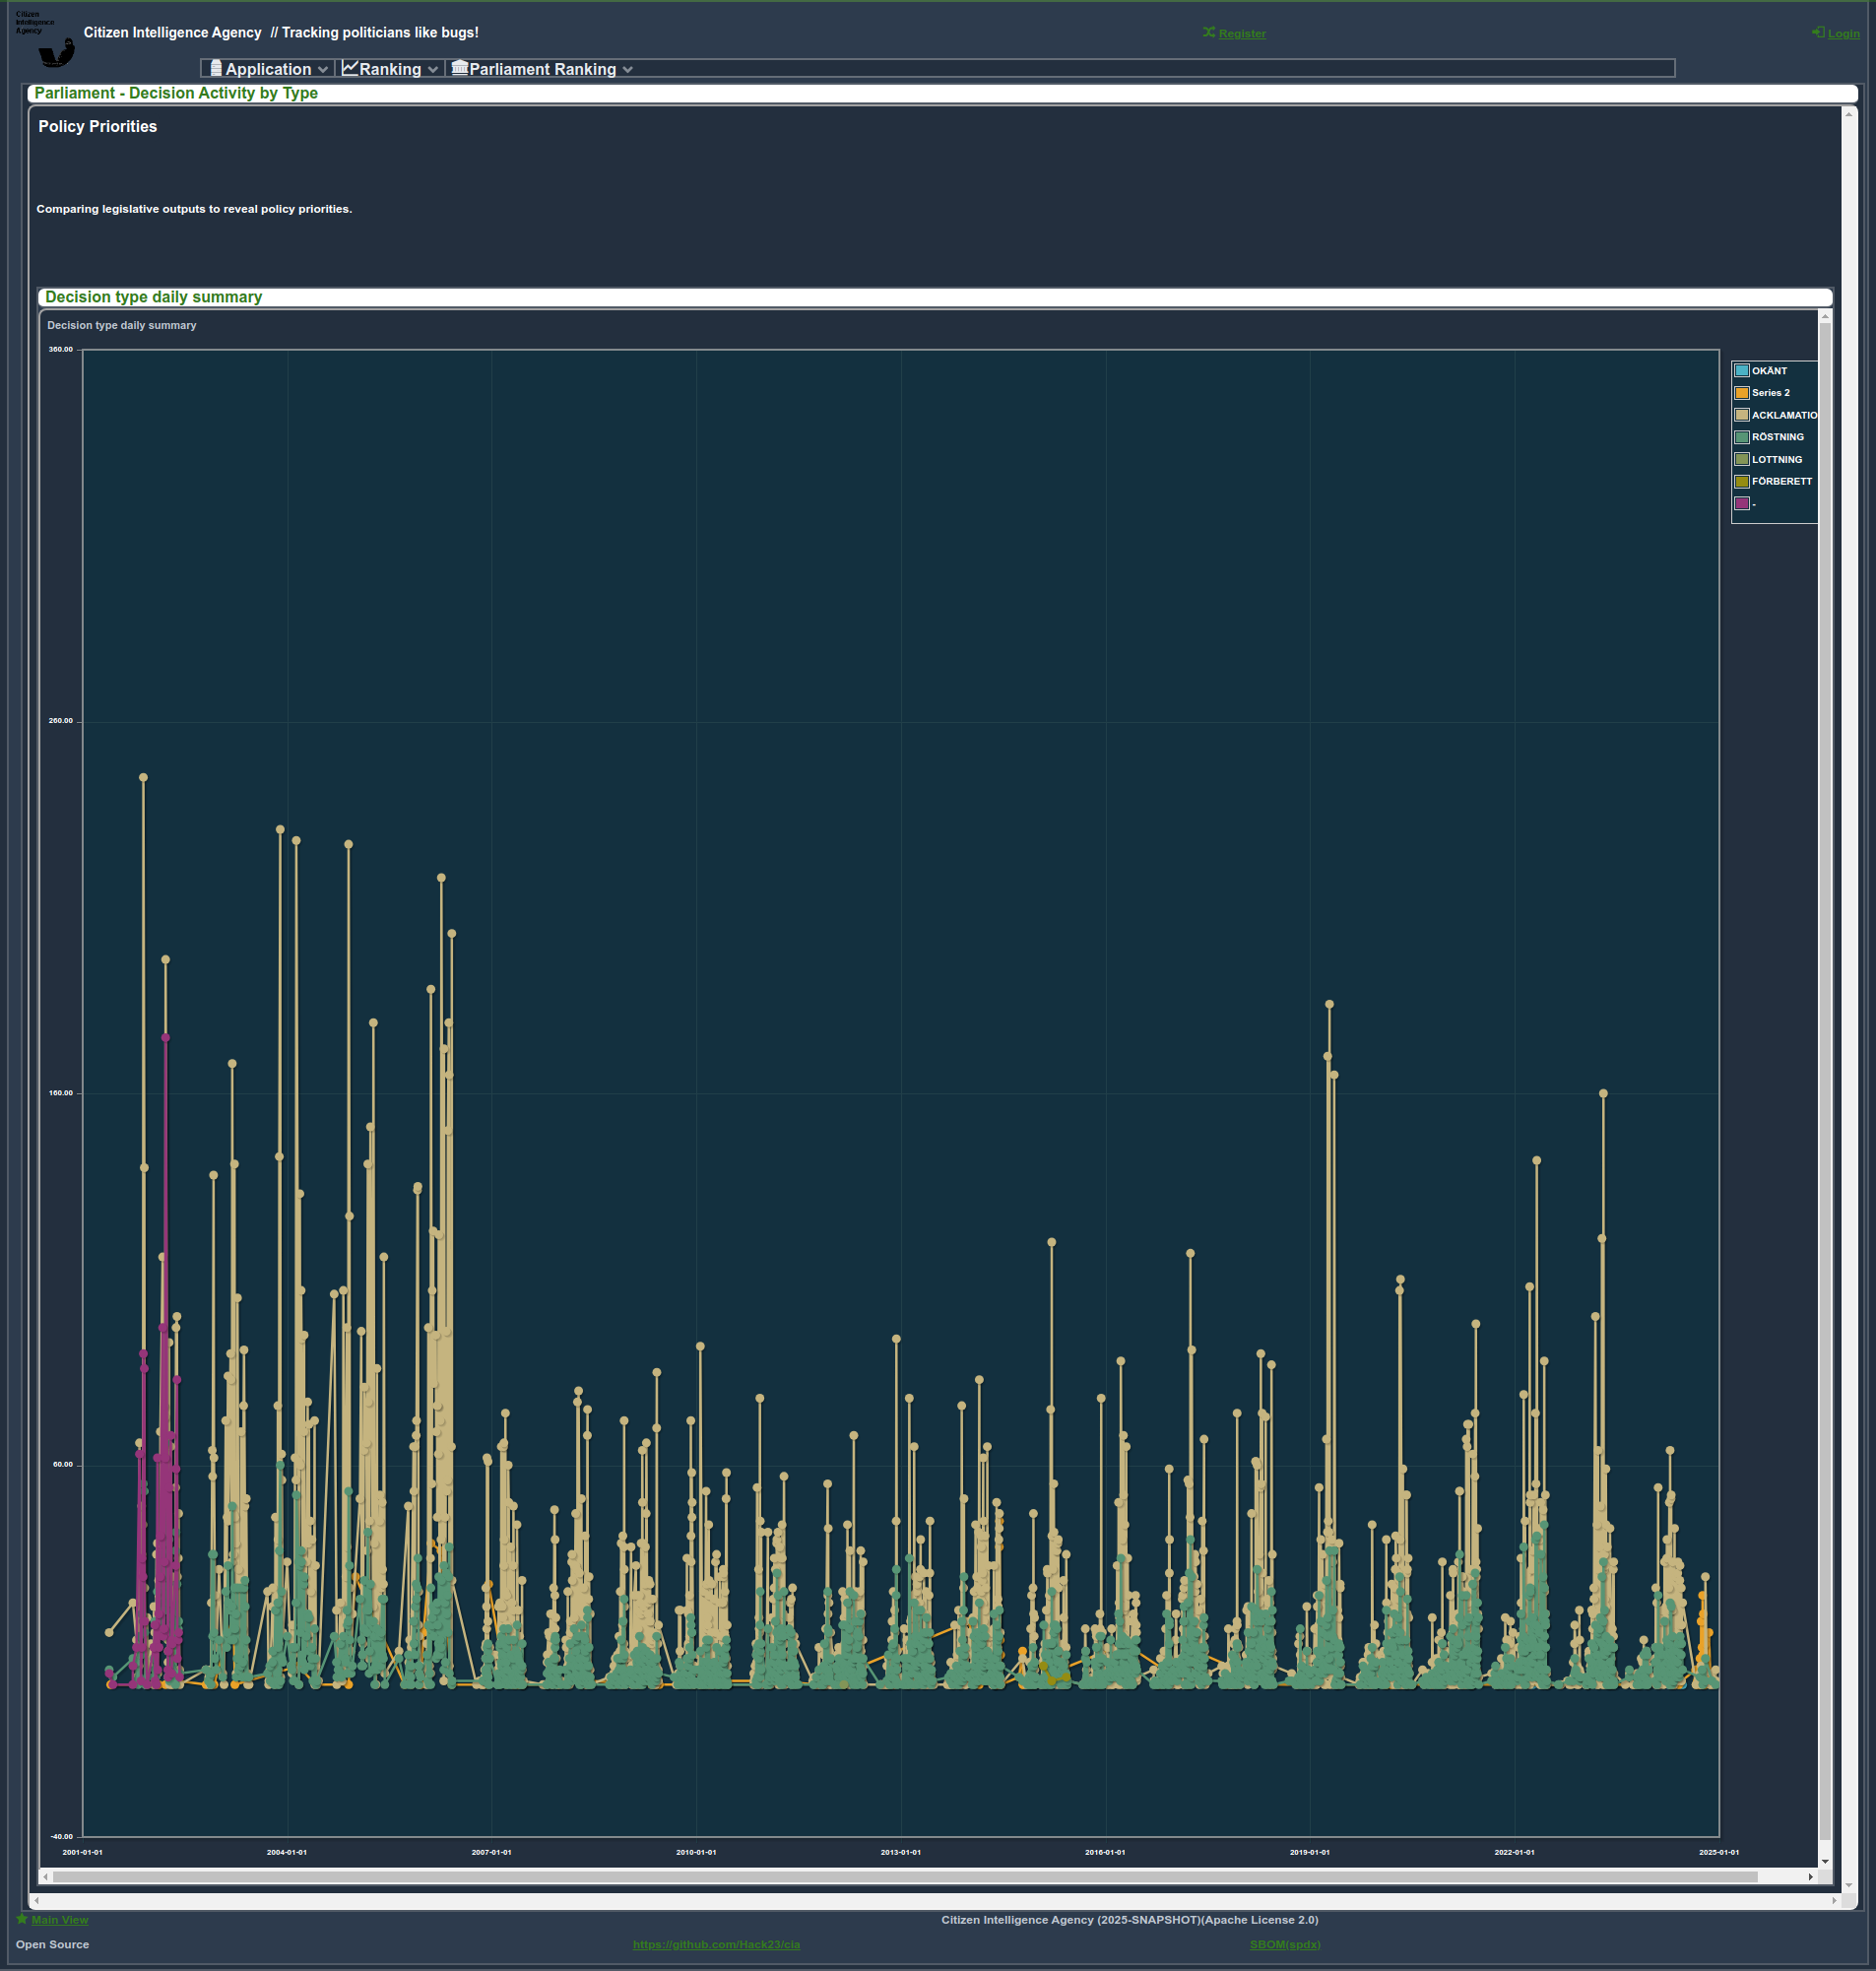 Citizen
Intelligence
Agency
Citizen Intelligence Agency // Tracking politicians like bugs!
Register
Login
Application
Ranking
Parliament Ranking
Parliament - Decision Activity by Type
Policy Priorities
Comparing legislative outputs to reveal policy priorities.
Decision type daily summary
Decision type daily summary
360.00
260.00
160.00
60.00
-40.00
2001-01-01
2004-01-01
2007-01-01
2010-01-01
2013-01-01
2016-01-01
2019-01-01
2022-01-01
2025-01-01
OKÄNT
Series 2
ACKLAMATIO
RÖSTNING
LOTTNING
FÖRBERETT
-
Main View
Citizen Intelligence Agency (2025-SNAPSHOT)(Apache License 2.0)
Open Source
https://github.com/Hack23/cia
SBOM(spdx)